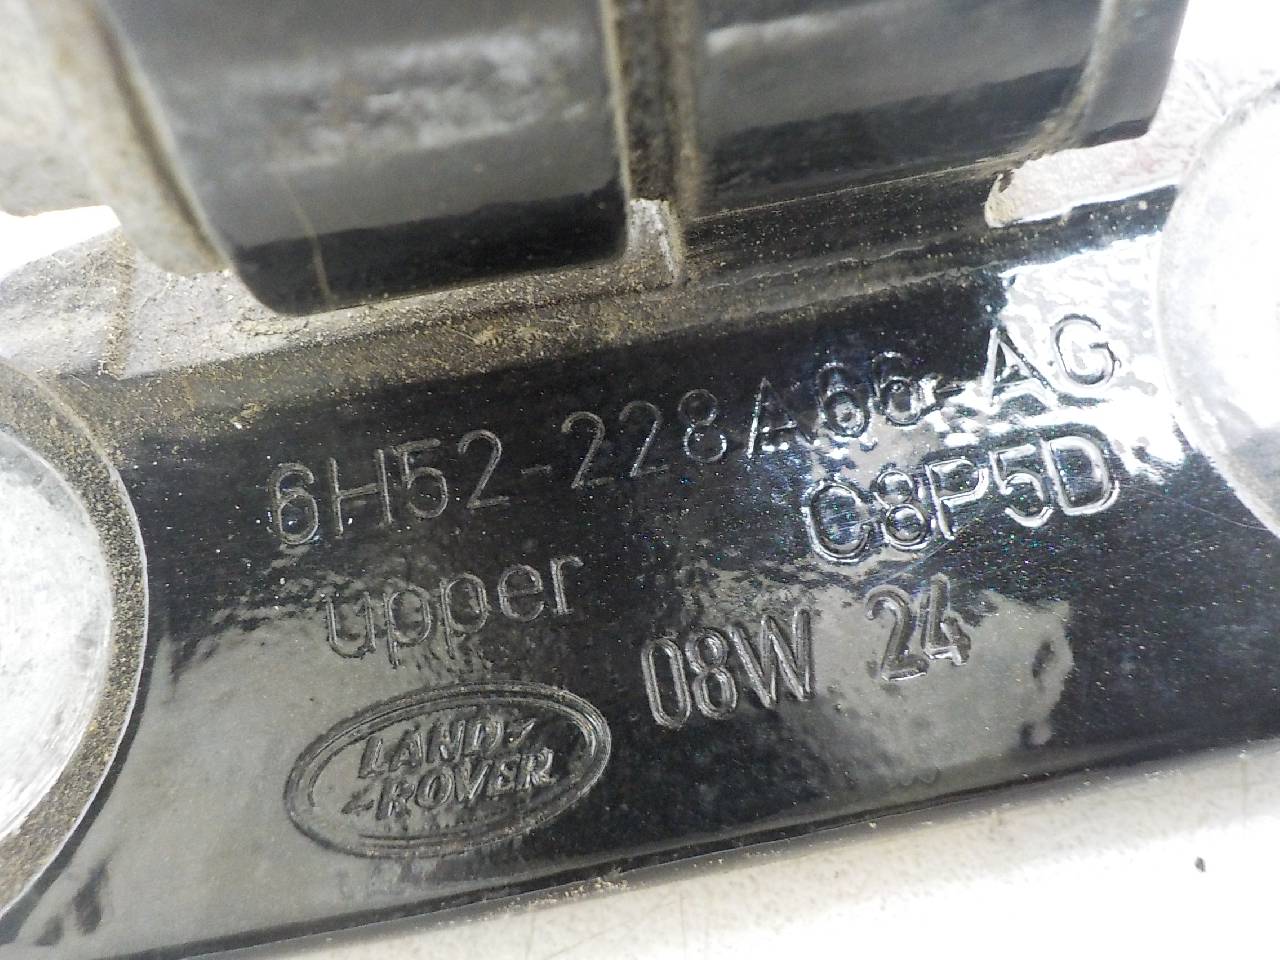 6H52-228A66-AG
C8P5D
upper
08W 24
LAND
ROVER